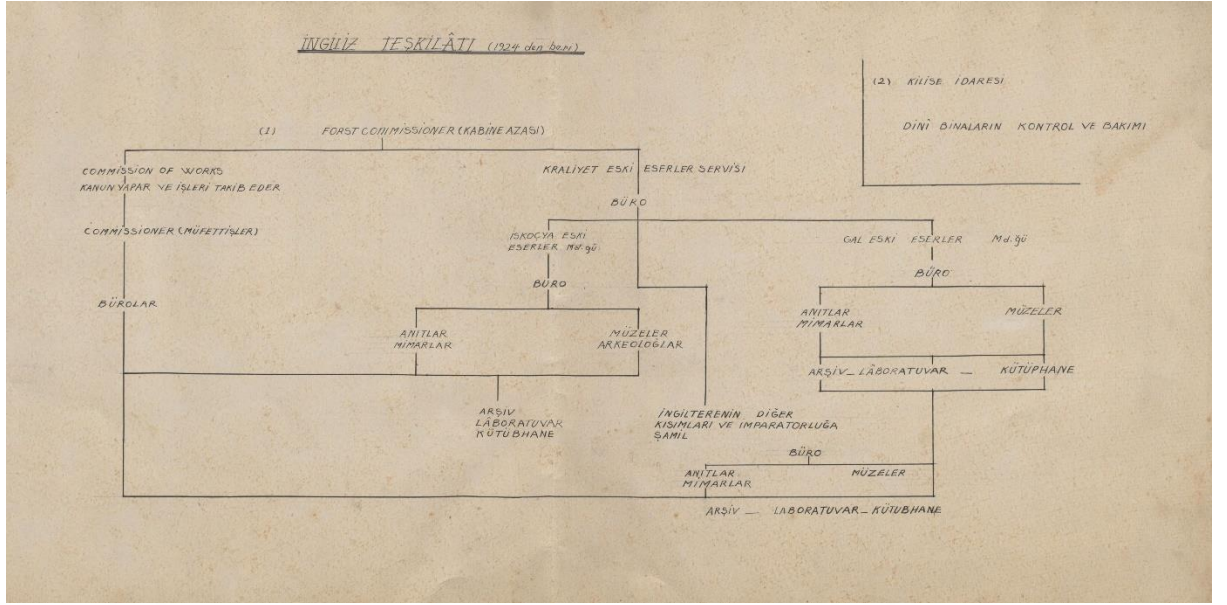 İNGİLİZ TEŞKİLÂTI (1924 den beri)
(2) KİLİSE İDARESİ
DİNİ BİNALARIN KONTROL VE BAKIMI
(1) FORST COMMISSIONER (KABİNE AZASI)
COMMISSION OF WORKS
KANUN YAPAR VE İŞLERİ TAKİB EDER
KRALİYET ESKİ ESERLER SERVİSİ
BÜRO
COMMISSIONER (MÜFETTİŞLER)
İSKOÇYA ESKİ
ESERLER Md.gü
GAL ESKİ ESERLER Md.ğü
BÜRO
BÜRO
BÜROLAR
ANITLAR
MİMARLAR
MÜZELER
ARKEOLOGLAR
ANITLAR
MİMARLAR
MÜZELER
ARŞİV _ LÂBORATUVAR _ KÜTÜPHANE
ARŞİV
LÂBORATUVAR
KÜTÜBHANE
İNGİLTERENİN DİĞER
KISIMLARI VE İMPARATORLUĞA
ŞAMİL
BÜRO
ANITLAR
MİMARLAR
MÜZELER
ARŞİV _ LABORATUVAR _ KÜTÜBHANE